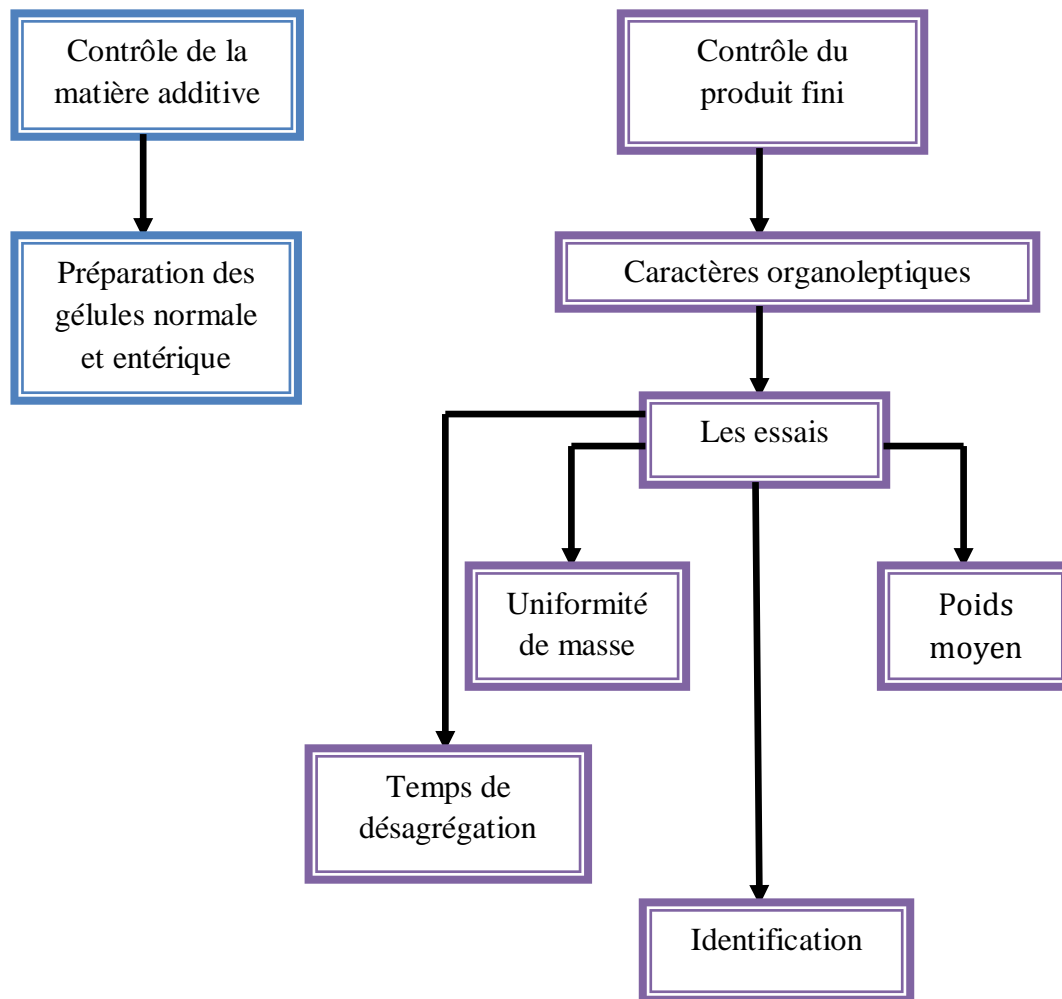 Contrôle de la
matière additive
Préparation des
gélules normale
et entérique
Contrôle du
produit fini
Caractères organoleptiques
Les essais
Uniformité
de masse
Poids
moyen
Temps de
désagrégation
Identification